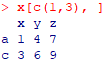 > x[c(1,3), ]
  x y z
a 1 4 7
c 3 6 9